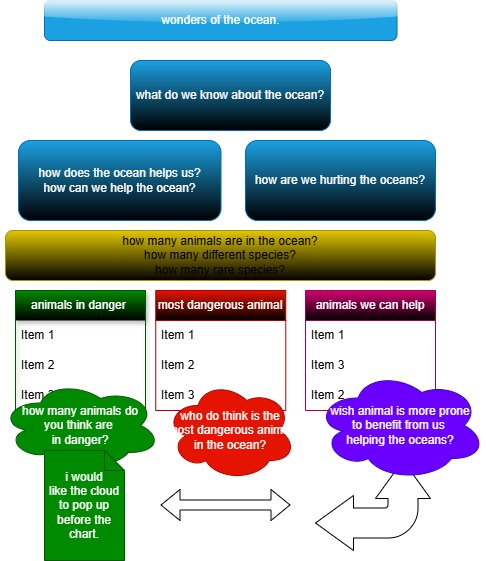 wonders of the ocean.
what do we know about the ocean?
how does the ocean helps us?
how can we help the ocean?
how are we hurting the oceans?
how many animals are in the ocean?
how many different species?
how many rare species?
animals in danger
Item 1
Item 2
Item
most dangerous animal
Item 1
Item 2
Item 3
animals we can help
Item 1
Item 3
Item 2
how many animals do
you think are
in danger?
who do think is the
most dangerous anim
in the ocean?
wish animal is more prone
to benefit from us
helping the oceans?
i would
like the cloud
to pop up
before the
chart.